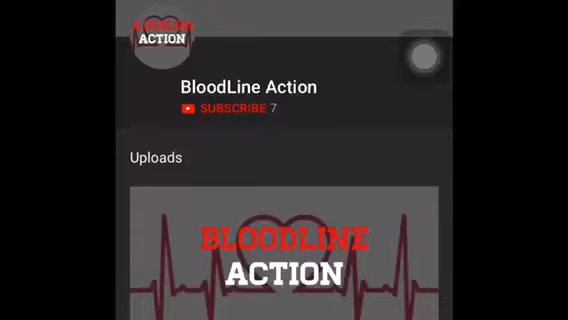 BLOODLINE
ACTION
BloodLine Action
SUBSCRIBE 7
Uploads
BLOODLINE
ACTION